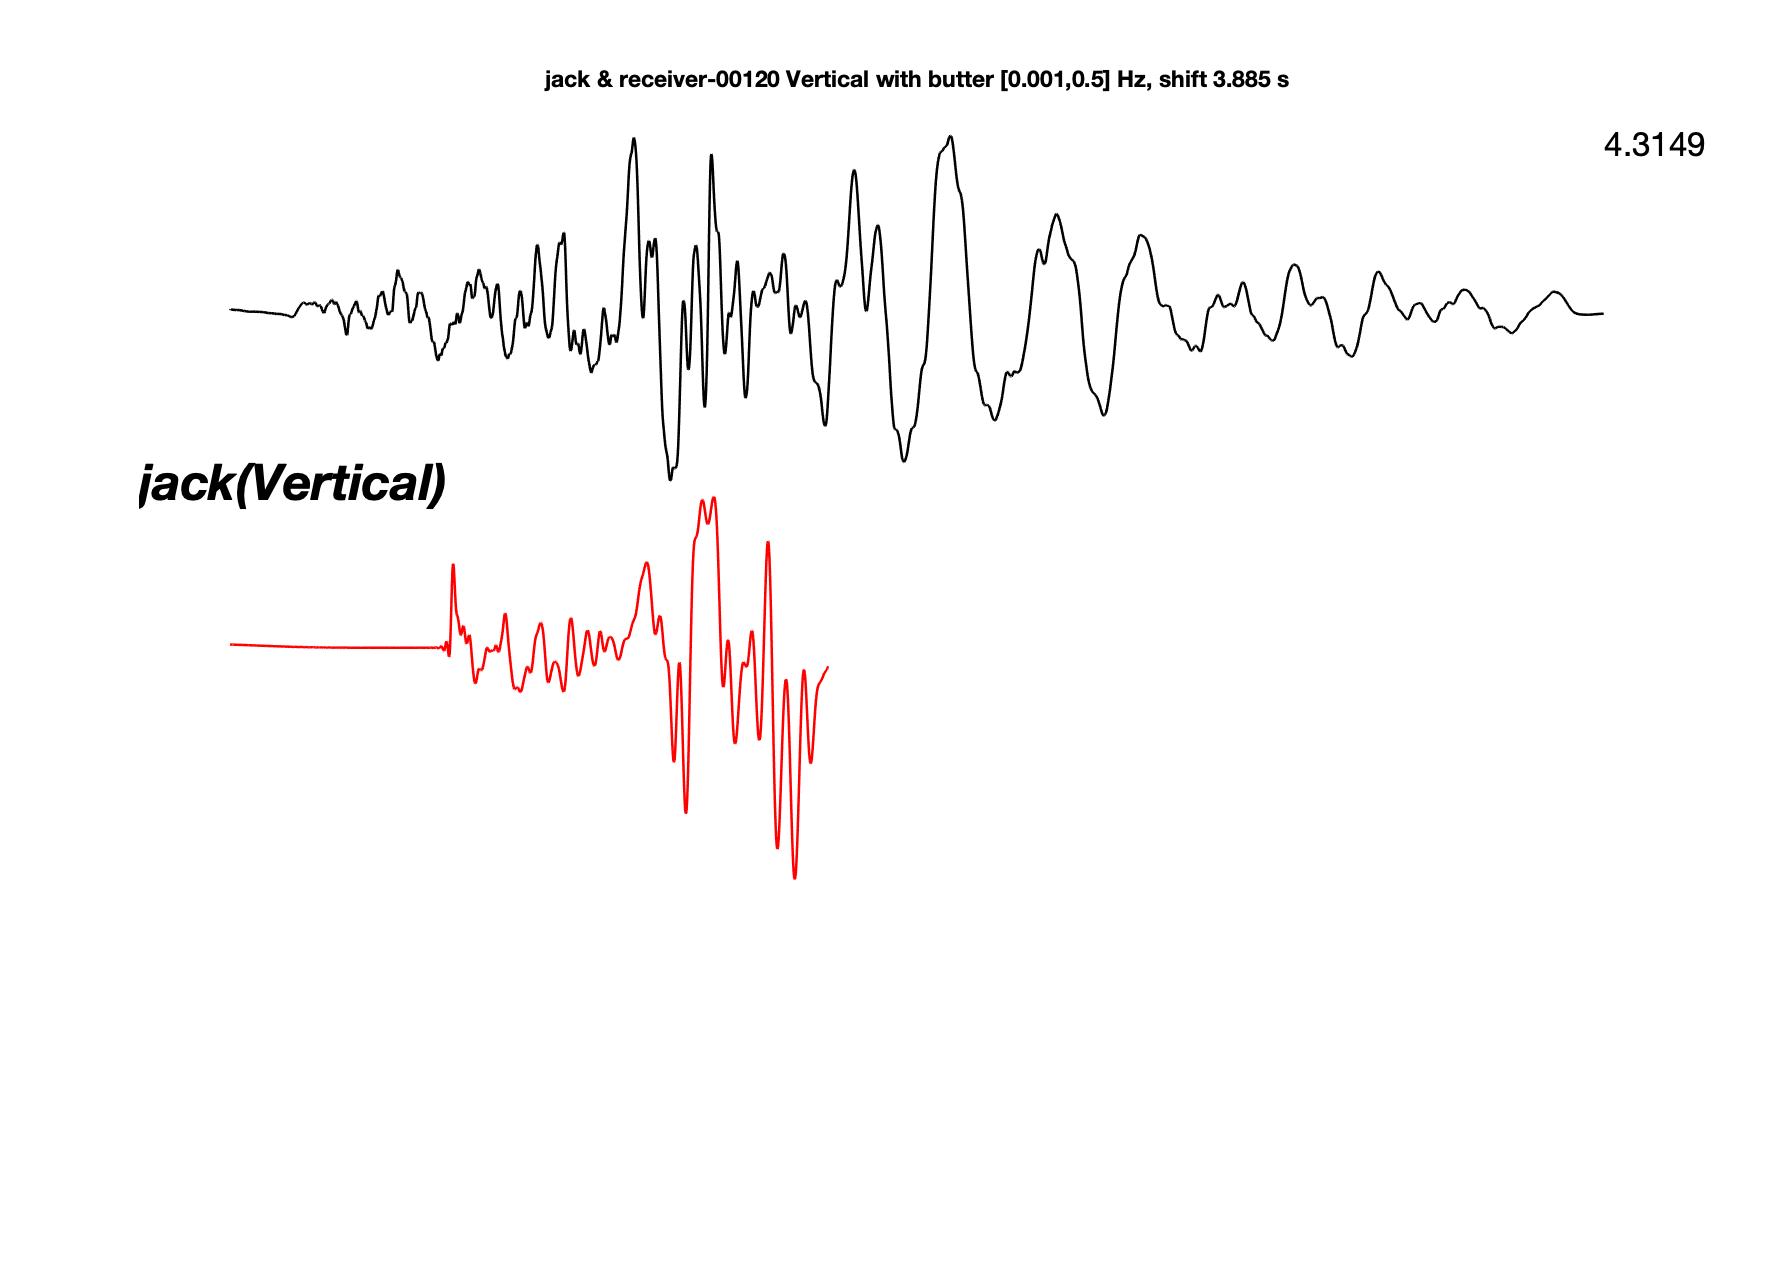 jack & receiver-00120 Vertical with butter [0.001,0.5] Hz, shift 3.885 s
4.3149
jack(Vertical)